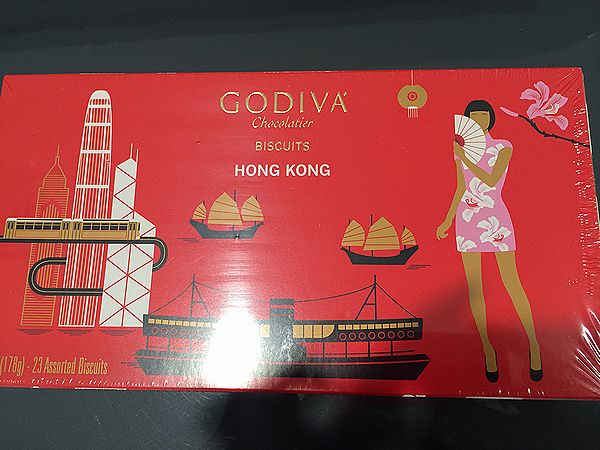 GODIVA
Chocolatier
BISCUITS
HONG KONG
(178g) - 23 Assorted Biscuits